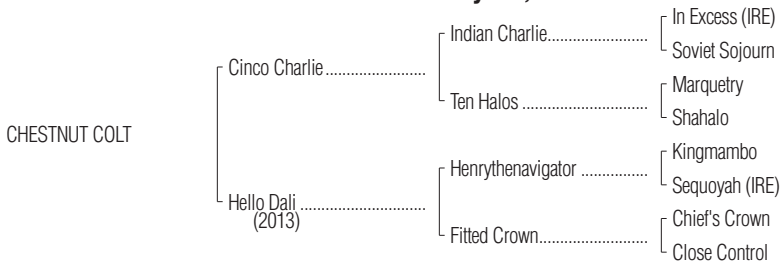 In Excess (IRE)
Indian Charlie
Soviet Sojourn
Cinco Charlie
Marquetry
Ten Halos
Shahalo
CHESTNUT COLT
Kingmambo
Henrythenavigator
Sequoyah (IRE)
Hello Dali
(2013)
Chief's Crown
Fitted Crown
Close Control